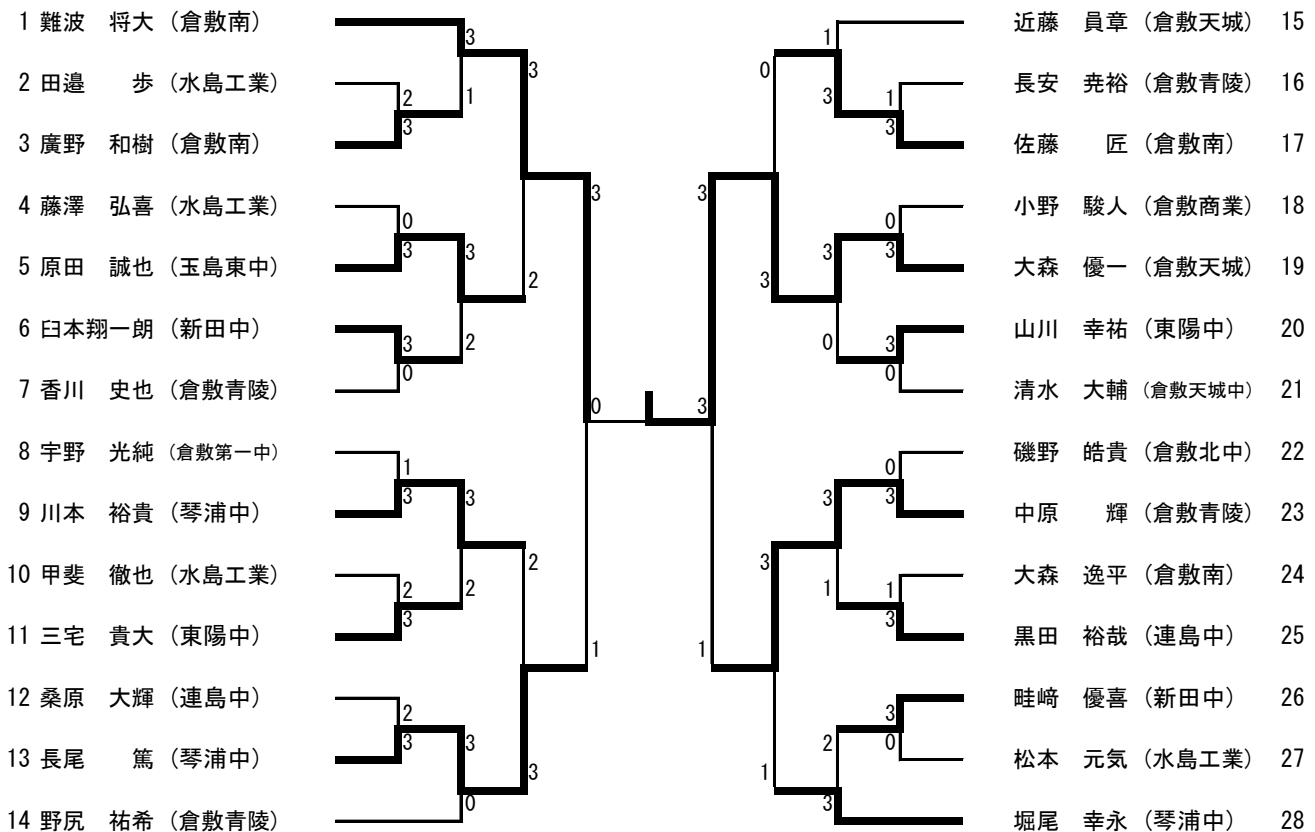 1 難波　将大（倉敷南）
2 田邉　歩（水島工業）
3 廣野　和樹（倉敷南）
4 藤澤　弘喜（水島工業）
5 原田　誠也（玉島東中）
6 臼本翔一朗（新田中）
7 香川　史也（倉敷青陵）
8 宇野　光純（倉敷第一中）
9 川本　裕貴（琴浦中）
10 甲斐　徹也（水島工業）
11 三宅　貴大（東陽中）
12 桑原　大輝（連島中）
13 長尾　篤（琴浦中）
14 野尻　祐希（倉敷青陵）
3
2
3
1
3
0
3
3
2
3
0
2
3
1
3
3
2
3
2
2
2
3
3
0
3
0
1
3
3
3
1
0
1
3
1
3
3
0
3
3
0
3
0
3
0
3
3
1
1
3
3
2
3
0
1
3
近藤　員章（倉敷天城） 15
長安　尭裕（倉敷青陵） 16
佐藤　匠（倉敷南） 17
小野　駿人（倉敷商業） 18
大森　優一（倉敷天城） 19
山川　幸祐（東陽中） 20
清水　大輔（倉敷天城中） 21
磯野　皓貴（倉敷北中） 22
中原　輝（倉敷青陵） 23
大森　逸平（倉敷南） 24
黒田　裕哉（連島中） 25
畦﨑　優喜（新田中） 26
松本　元気（水島工業） 27
堀尾　幸永（琴浦中） 28